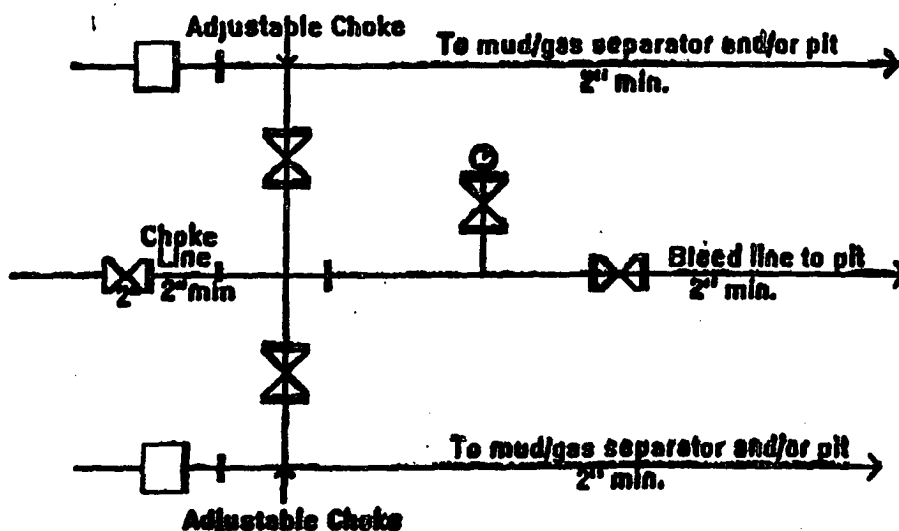 Adjustable Choke
To mud/gas separator and/or pit
2" min.
Choke
Line
2" min
2
Bleed line to pit
2" min.
To mud/gas separator and/or pit
2" min.
Adjustable Choke